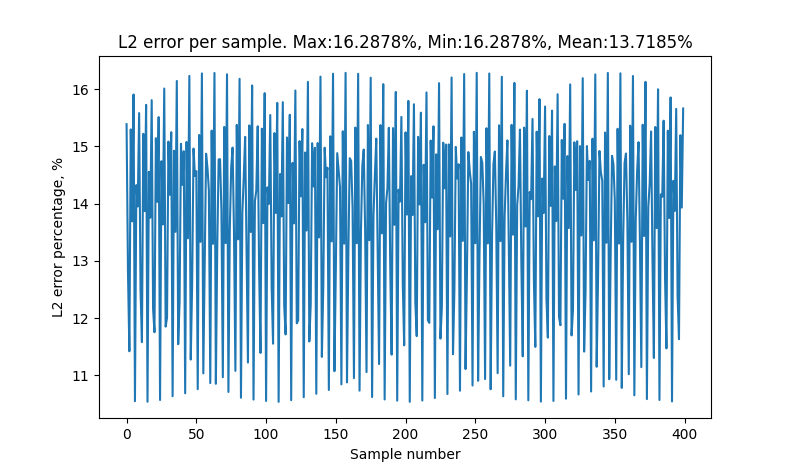 L2 error per sample. Max:16.2878%, Min:16.2878%, Mean:13.7185%
L2 error percentage, %
16
15
14
13
12
11
0 50 100 150 200 250 300 350 400
Sample number